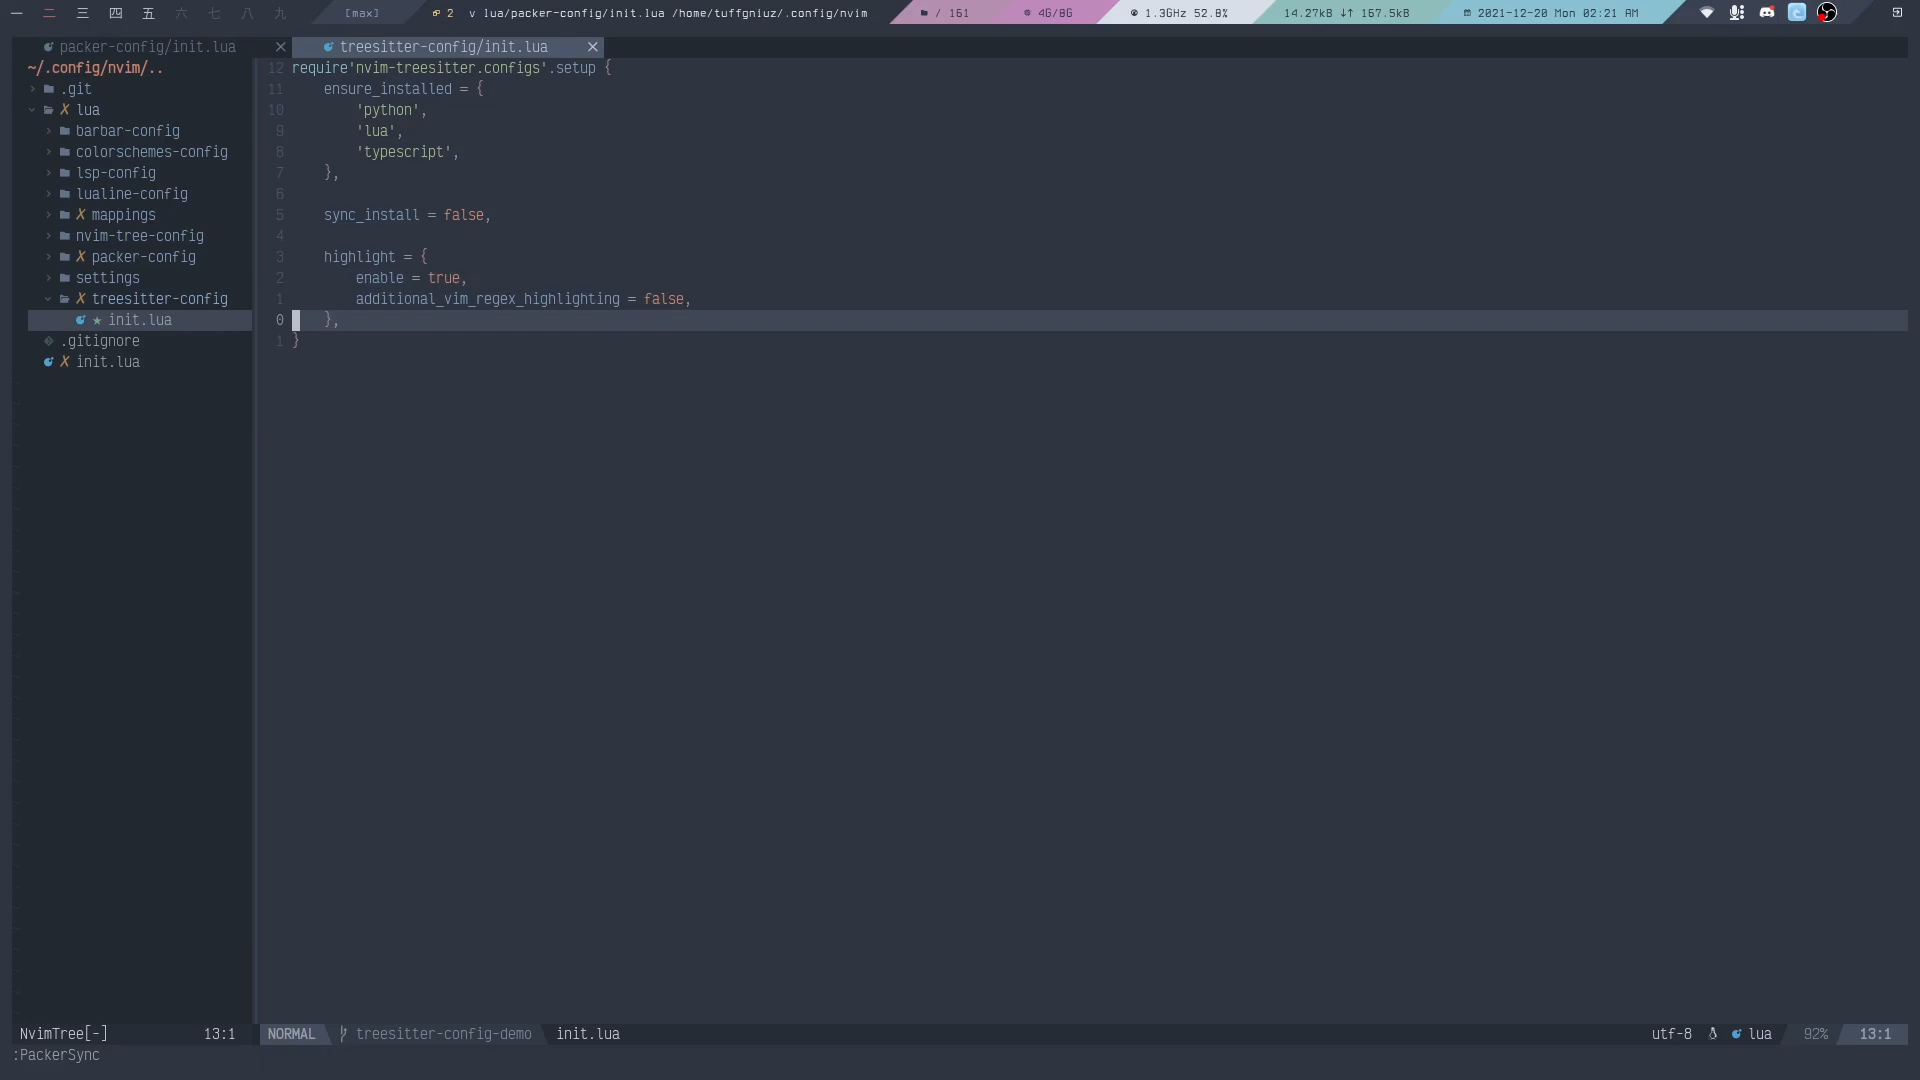 一 二 三 四 五 六 七 八 九 [max] 2 v lua/packer-config/init.lua /home/tuffgniuz/.config/nvim / 161 4G/8G 1.3GHz 52.0% 14.27kB ↓↑ 167.5kB 2021-12-20 Mon 02:21 AM
packer-config/init.lua treesitter-config/init.lua
~/.config/nvim/..
.git
lua
barbar-config
colorschemes-config
lsp-config
lualine-config
mappings
nvim-tree-config
packer-config
settings
treesitter-config
init.lua
.gitignore
init.lua
12 require'nvim-treesitter.configs'.setup {
11 ensure_installed = {
10 'python',
9 'lua',
8 'typescript',
7 },
6
5 sync_install = false,
4
3 highlight = {
2 enable = true,
1 additional_vim_regex_highlighting = false,
0 },
1 }
NvimTree[-] 13:1 NORMAL treesitter-config-demo init.lua utf-8 lua 92% 13:1
:PackerSync